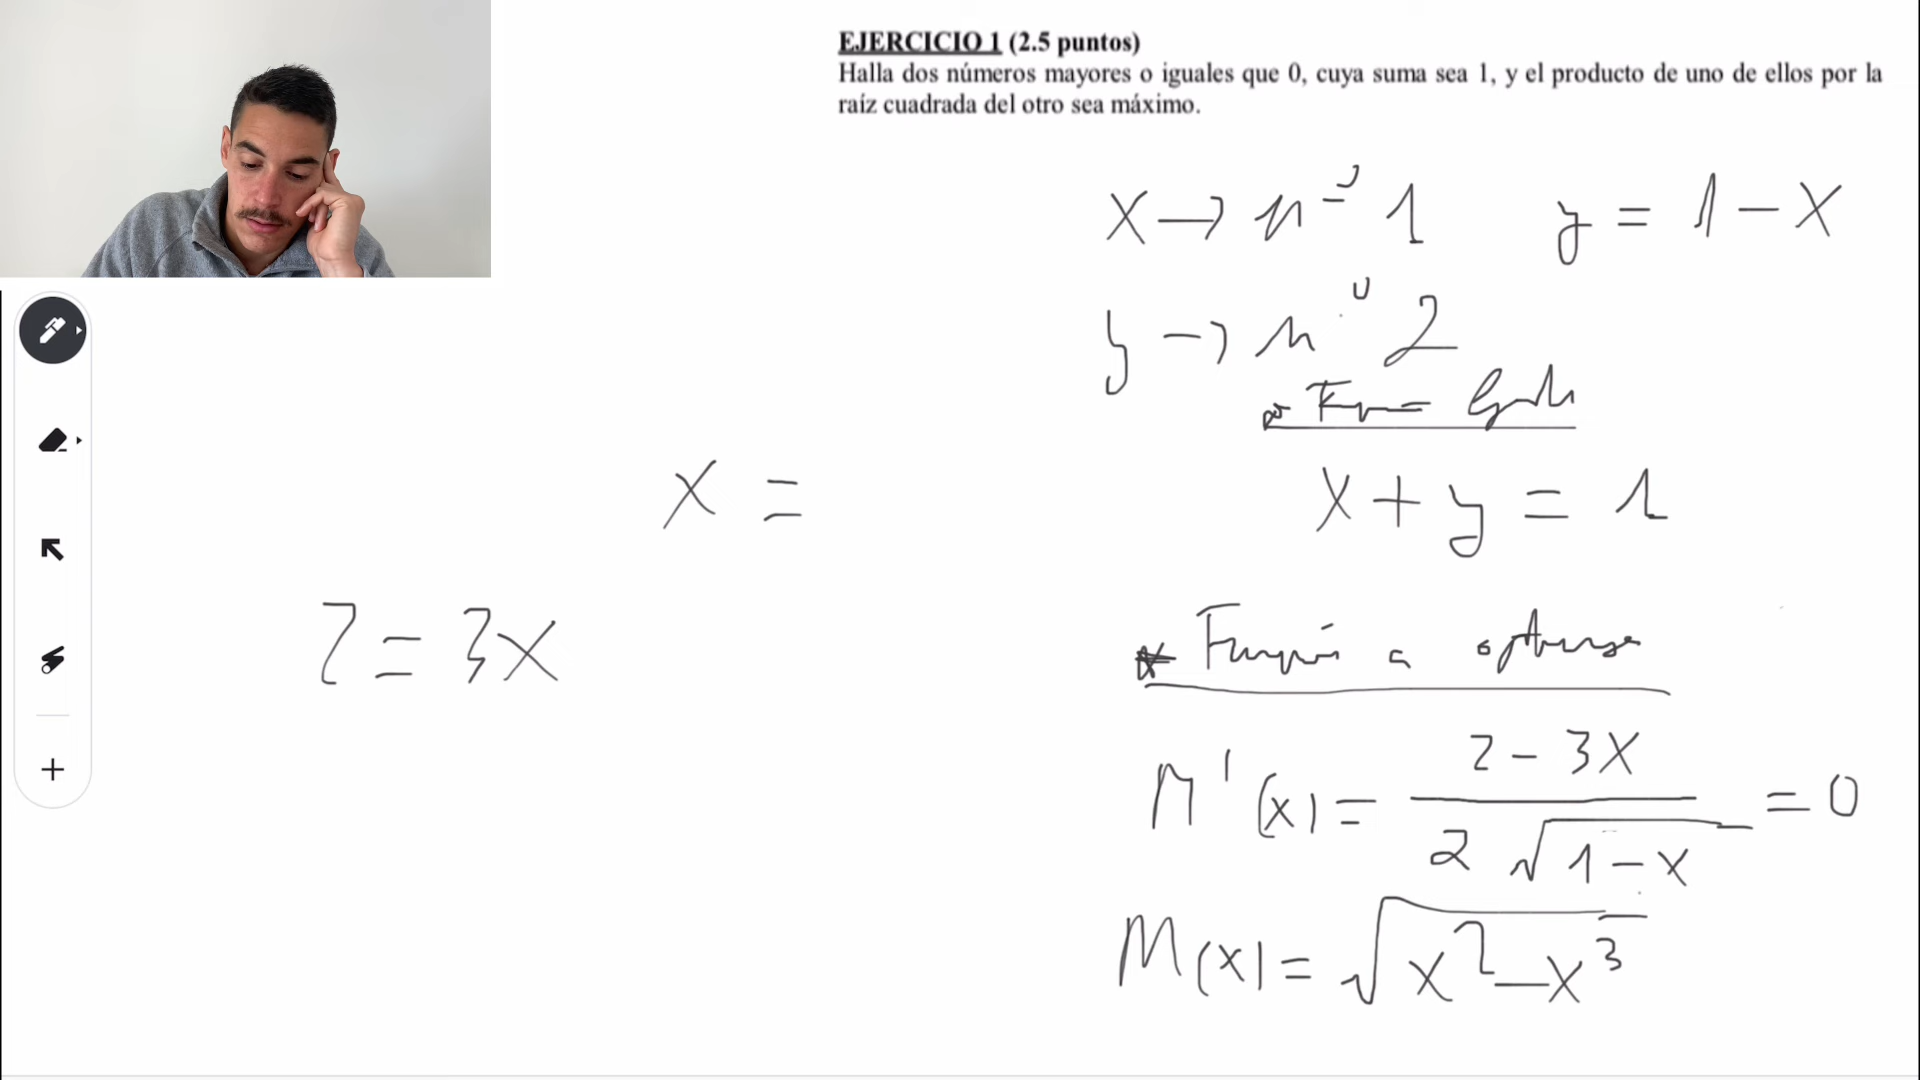 EJERCICIO 1 (2.5 puntos)
Halla dos números mayores o iguales que 0, cuya suma sea 1, y el producto de uno de ellos por la
raíz cuadrada del otro sea máximo.
x → nº 1 y = 1 - x
y → nº 2
x + y = 1
x =
2 = 3x
* Función a
M'(x) = (2 - 3x) / (2 √(1 - x)) = 0
M(x) = √(x² - x³)